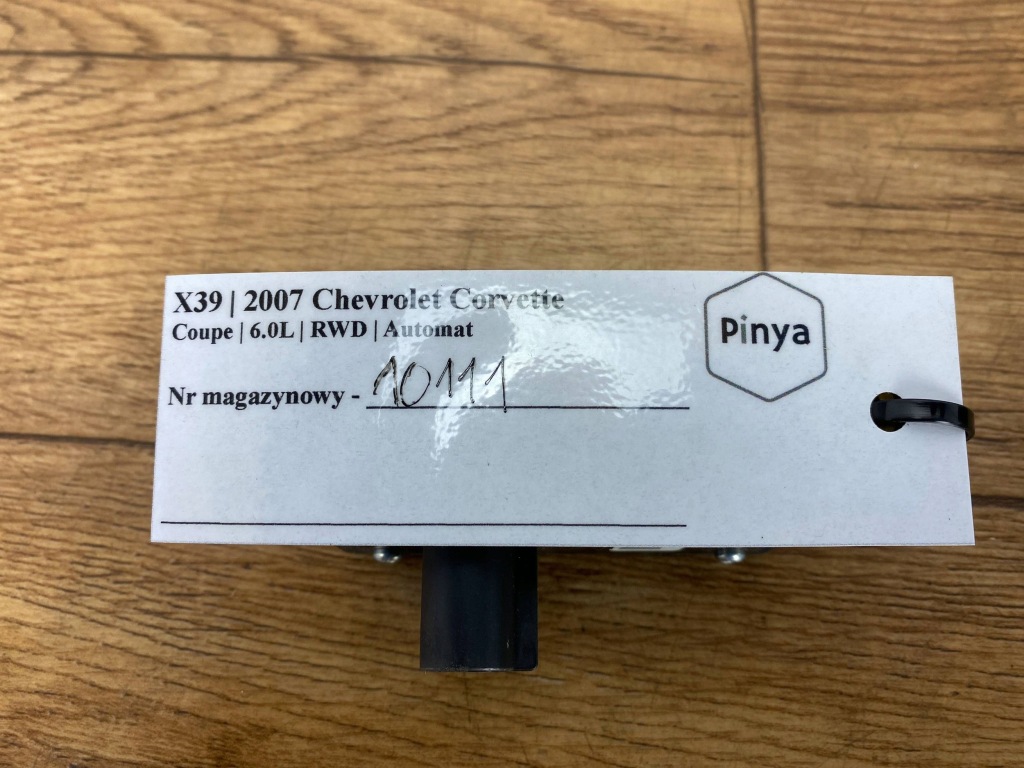 X39 | 2007 Chevrolet Corvette
Coupe | 6.0L | RWD | Automat
Nr magazynowy - 10111
Pinya